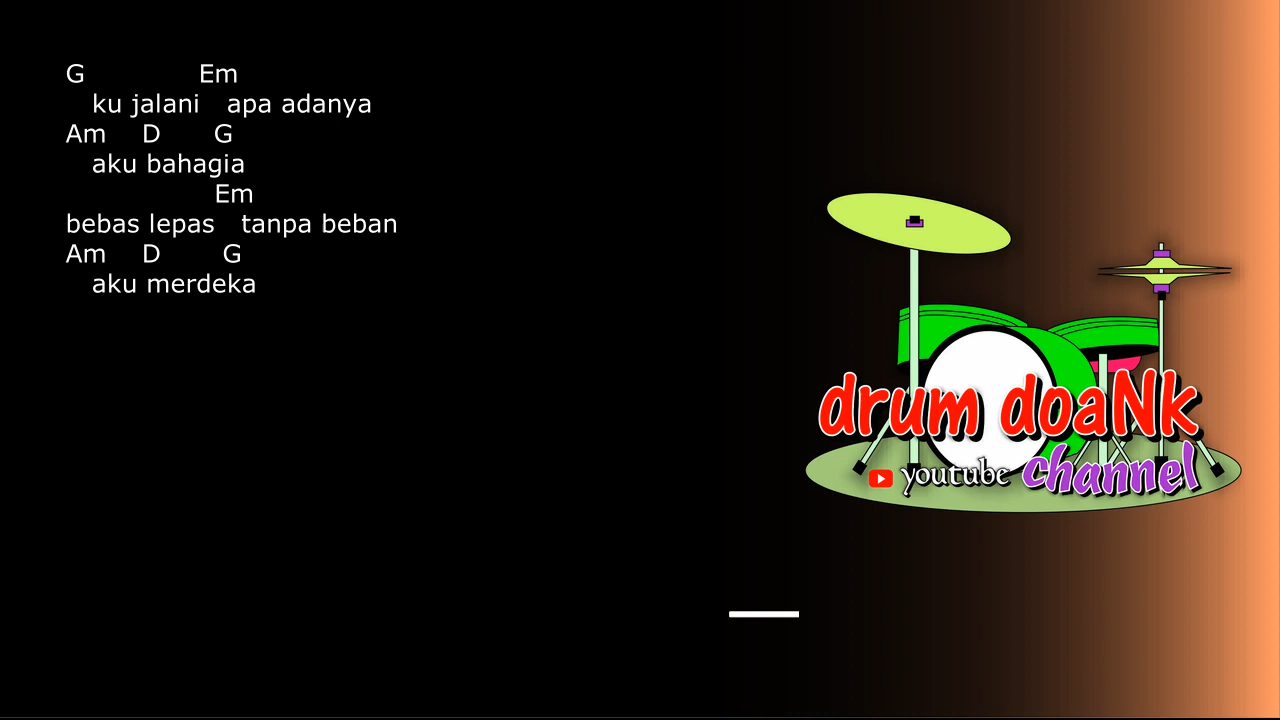 G Em
ku jalani apa adanya
Am D G
aku bahagia
Em
bebas lepas tanpa beban
Am D G
aku merdeka
drum doaNk
youtube channel